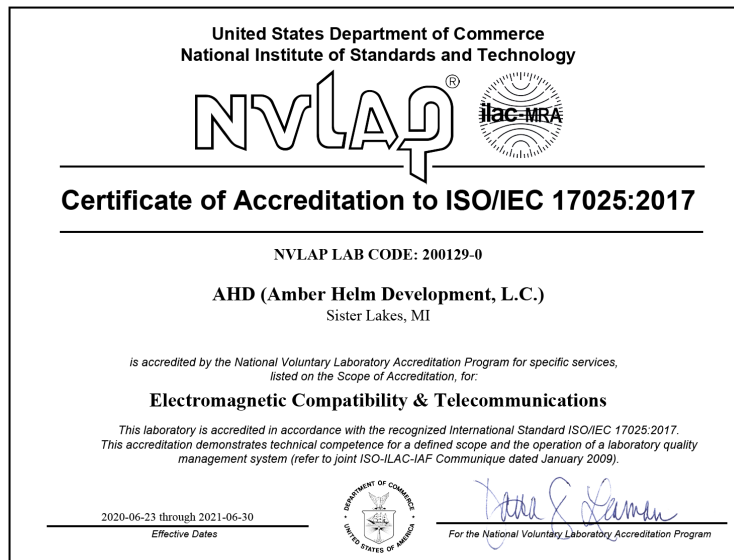 United States Department of Commerce
National Institute of Standards and Technology
NVLAP®
ilac-MRA
Certificate of Accreditation to ISO/IEC 17025:2017
NVLAP LAB CODE: 200129-0
AHD (Amber Helm Development, L.C.)
Sister Lakes, MI
is accredited by the National Voluntary Laboratory Accreditation Program for specific services,
listed on the Scope of Accreditation, for:
Electromagnetic Compatibility & Telecommunications
This laboratory is accredited in accordance with the recognized International Standard ISO/IEC 17025:2017.
This accreditation demonstrates technical competence for a defined scope and the operation of a laboratory quality
management system (refer to joint ISO-ILAC-IAF Communique dated January 2009).
2020-06-23 through 2021-06-30
Effective Dates
DEPARTMENT OF COMMERCE
UNITED STATES OF AMERICA
For the National Voluntary Laboratory Accreditation Program